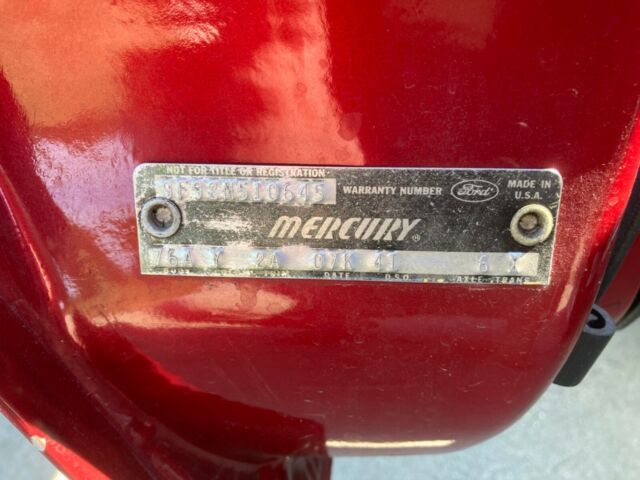 NOT FOR TITLE OR REGISTRATION
9F92M510645 WARRANTY NUMBER Ford MADE IN U.S.A.
MERCURY®
76A Y 2A 07K 41 6 X
DATE D.S.O. AXLE TRANS